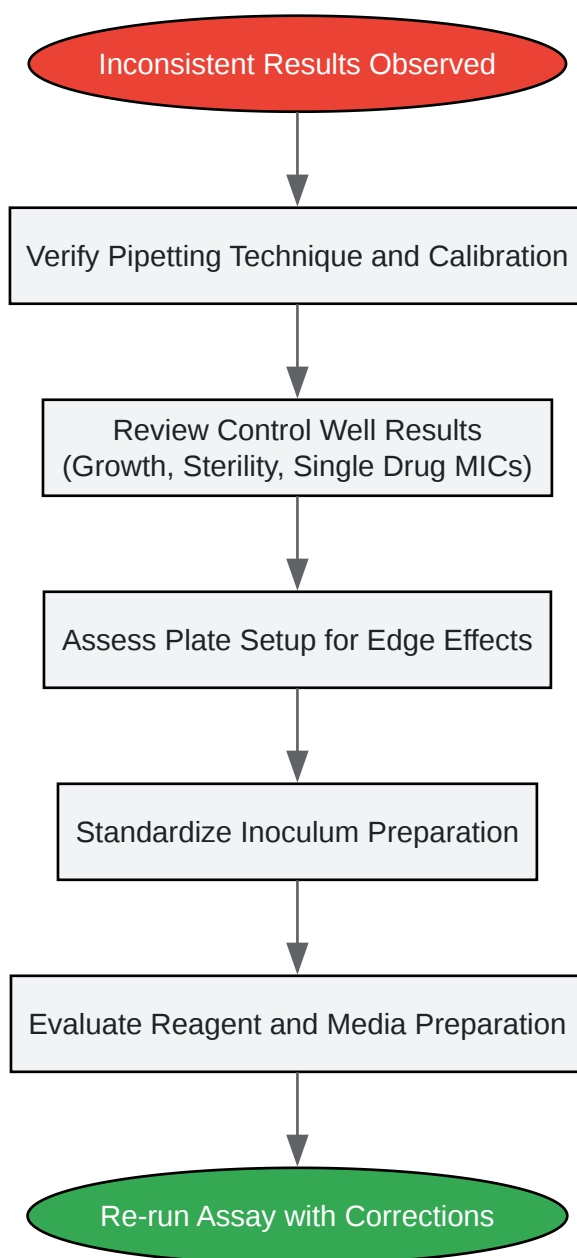 Inconsistent Results Observed
Verify Pipetting Technique and Calibration
Review Control Well Results
(Growth, Sterility, Single Drug MICs)
Assess Plate Setup for Edge Effects
Standardize Inoculum Preparation
Evaluate Reagent and Media Preparation
Re-run Assay with Corrections